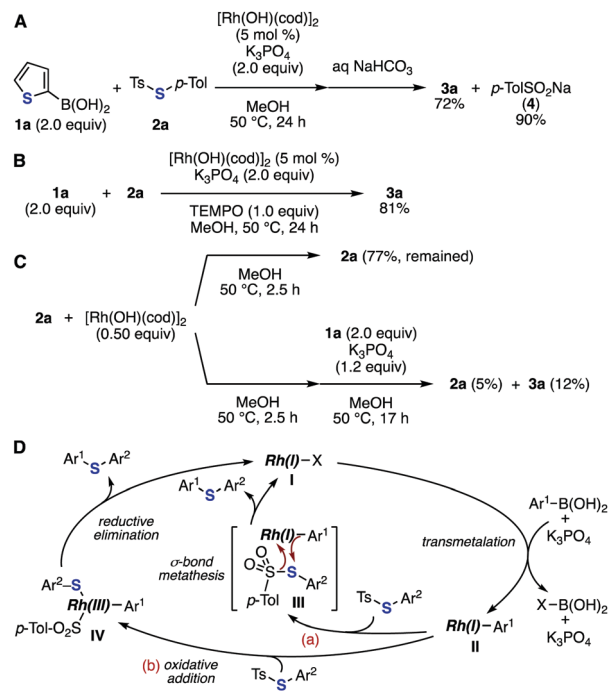 A
[Rh(OH)(cod)]2
(5 mol %)
K3PO4
(2.0 equiv)
aq NaHCO3
S
B(OH)2
+
Ts
S
p-Tol
1a (2.0 equiv)
2a
MeOH
50 °C, 24 h
3a
72%
+
p-TolSO2Na
(4)
90%
B
[Rh(OH)(cod)]2 (5 mol %)
K3PO4 (2.0 equiv)
1a
(2.0 equiv)
+
2a
3a
81%
TEMPO (1.0 equiv)
MeOH, 50 °C, 24 h
C
MeOH
50 °C, 2.5 h
2a (77%, remained)
2a + [Rh(OH)(cod)]2
(0.50 equiv)
1a (2.0 equiv)
K3PO4
(1.2 equiv)
MeOH
50 °C, 2.5 h
MeOH
50 °C, 17 h
2a (5%) + 3a (12%)
D
Ar1
S
Ar2
Rh(I)–X
I
Ar1
S
Ar2
reductive
elimination
Ar1–B(OH)2
+
K3PO4
transmetalation
X–B(OH)2
+
K3PO4
σ-bond
metathesis
Rh(I)–Ar1
O
O
S
S
Ar2
p-Tol
III
Ar2–S
Rh(III)–Ar1
p-Tol-O2S
IV
Ts
S
Ar2
(a)
Rh(I)–Ar1
II
(b) oxidative
addition
Ts
S
Ar2